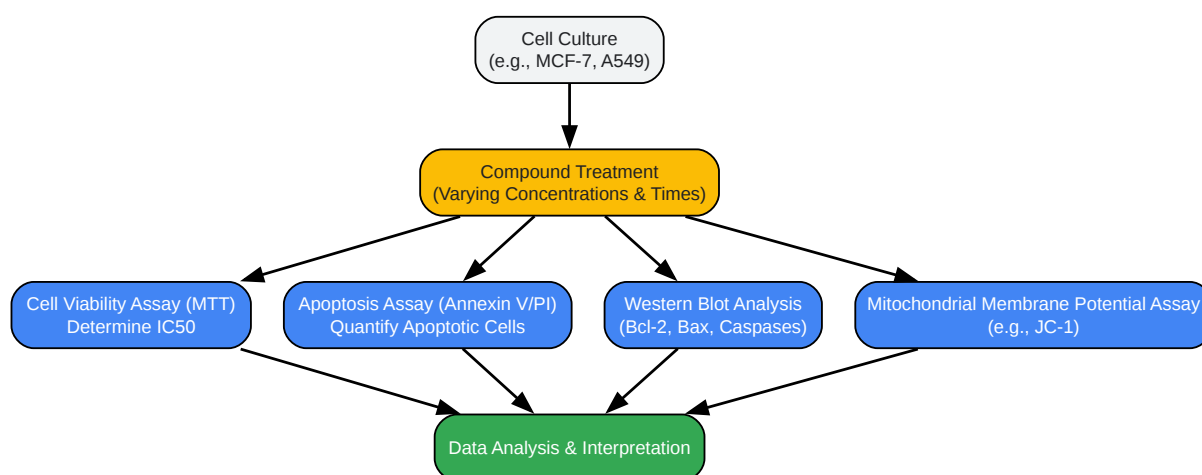 Cell Culture
(e.g., MCF-7, A549)
Compound Treatment
(Varying Concentrations & Times)
Cell Viability Assay (MTT)
Determine IC50
Apoptosis Assay (Annexin V/PI)
Quantify Apoptotic Cells
Western Blot Analysis
(Bcl-2, Bax, Caspases)
Mitochondrial Membrane Potential Assay
(e.g., JC-1)
Data Analysis & Interpretation